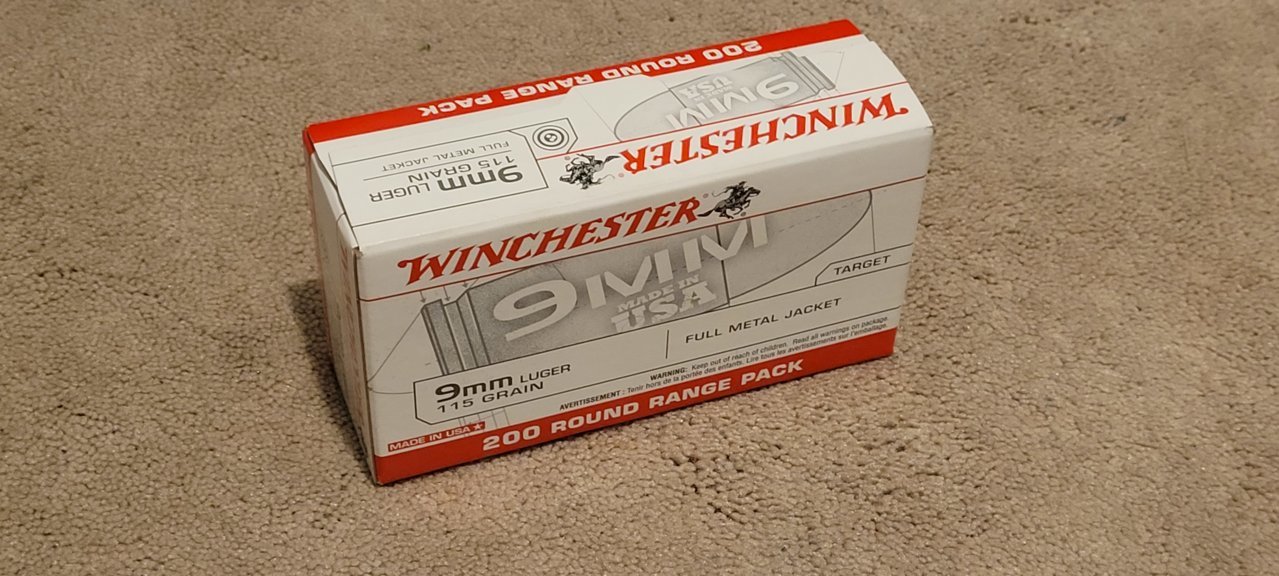 200 ROUND RANGE PACK
9MM
MADE IN
USA
WINCHESTER
9mm LUGER
115 GRAIN
FULL METAL JACKET
WINCHESTER
9MM
MADE IN
USA
TARGET
FULL METAL JACKET
9mm LUGER
115 GRAIN
WARNING: Keep out of reach of children. Read all warnings on package.
AVERTISSEMENT : Tenir hors de la portée des enfants. Lire tous les avertissements sur l'emballage.
MADE IN USA
200 ROUND RANGE PACK